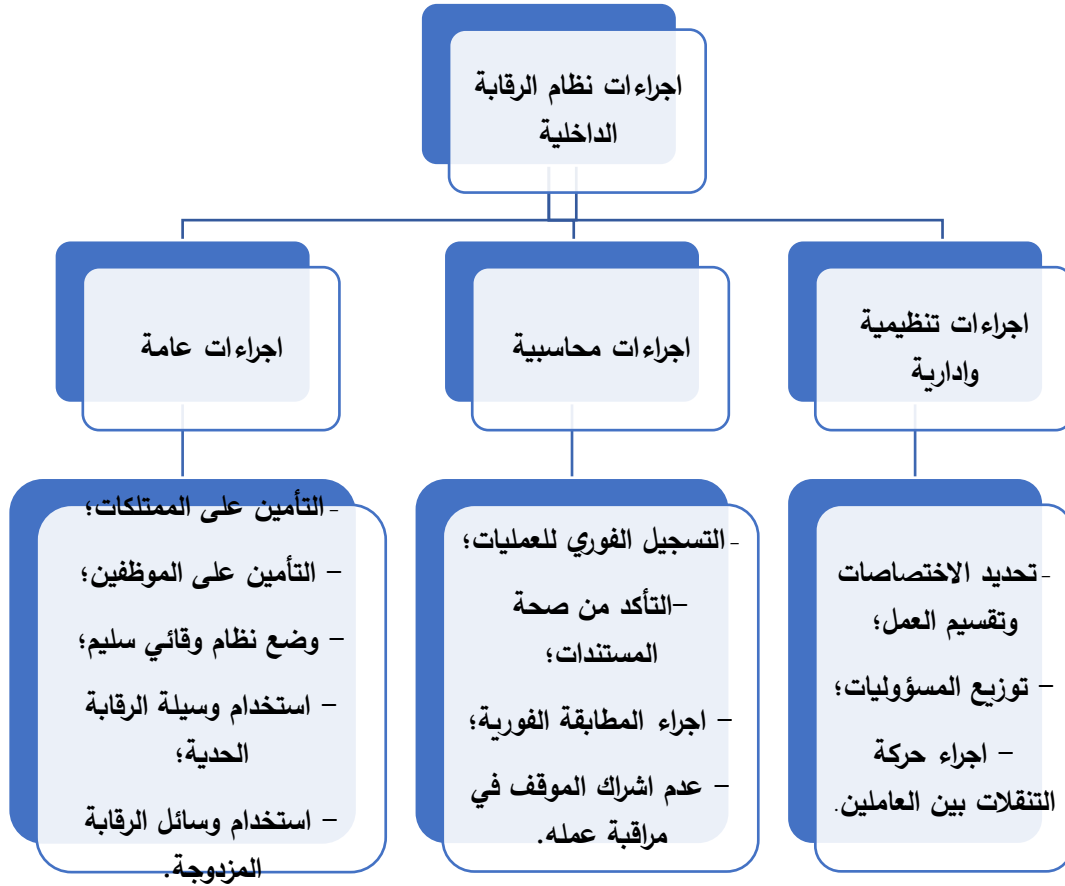 اجراءات نظام الرقابة
الداخلية
اجراءات تنظيمية
وادارية
اجراءات محاسبية
اجراءات عامة
- تحديد الاختصاصات
وتقسيم العمل؛
– توزيع المسؤوليات؛
– اجراء حركة
التنقلات بين العاملين.
- التسجيل الفوري للعمليات؛
–التأكد من صحة
المستندات؛
– اجراء المطابقة الفورية؛
– عدم اشراك الموقف في
مراقبة عمله.
- التأمين على الممتلكات؛
– التأمين على الموظفين؛
– وضع نظام وقائي سليم؛
– استخدام وسيلة الرقابة
الحدية؛
– استخدام وسائل الرقابة
المزدوجة.